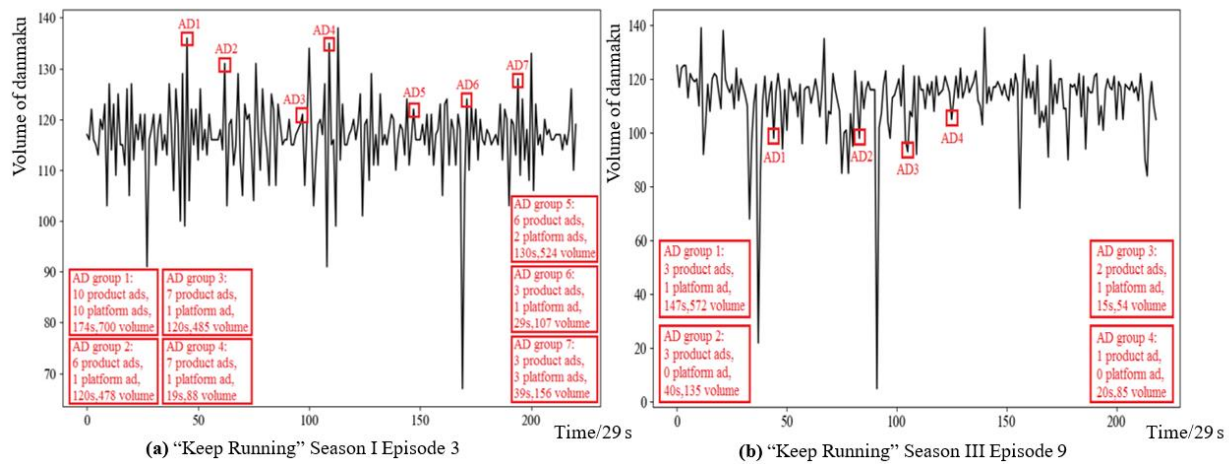 Volume of danmaku
140
130
120
110
100
90
80
70
0
50
100
150
200
Time/29 s
AD1
AD2
AD3
AD4
AD5
AD6
AD7
AD group 1:
10 product ads,
10 platform ads,
174s,700 volume
AD group 2:
6 product ads,
1 platform ad,
120s,478 volume
AD group 3:
7 product ads,
1 platform ad,
120s,485 volume
AD group 4:
7 product ads,
1 platform ad,
19s,88 volume
AD group 5:
6 product ads,
2 platform ads,
130s,524 volume
AD group 6:
3 product ads,
1 platform ad,
29s,107 volume
AD group 7:
3 product ads,
3 platform ads,
39s,156 volume
(a) “Keep Running” Season I Episode 3
Volume of danmaku
140
120
100
80
60
40
20
0
0
50
100
150
200
Time/29 s
AD1
AD2
AD3
AD4
AD group 1:
3 product ads,
1 platform ad,
147s,572 volume
AD group 2:
3 product ads,
0 platform ad,
40s,135 volume
AD group 3:
2 product ads,
1 platform ad,
15s,54 volume
AD group 4:
1 product ad,
0 platform ad,
20s,85 volume
(b) “Keep Running” Season III Episode 9